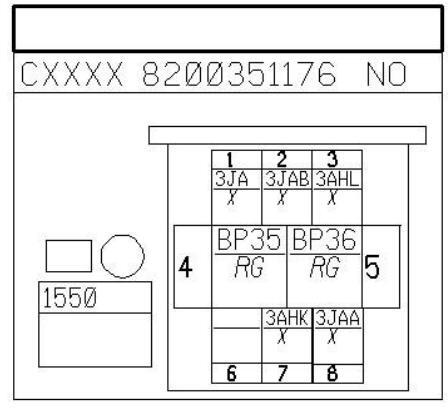 CXXXX 8200351176 NO
1 2 3
3JA 3JAB 3AHL
X X X
BP35 BP36
4 RG RG 5
1550
3AHK 3JAA
X X
6 7 8